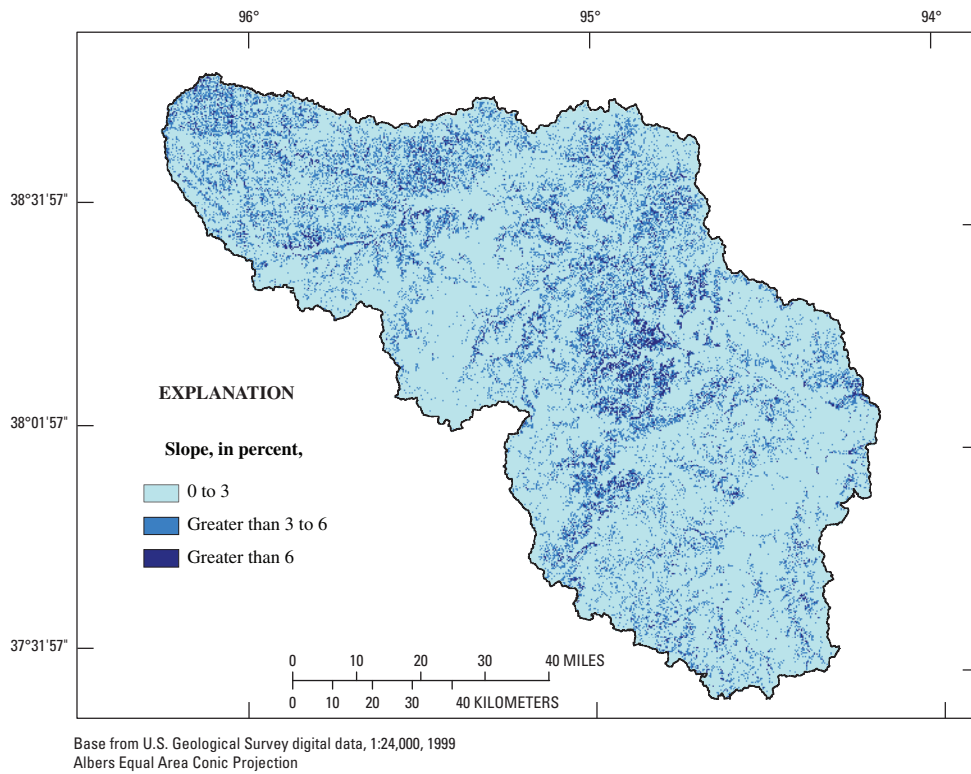 96° 95° 94°
38°31'57"
38°01'57"
37°31'57"
EXPLANATION
Slope, in percent,
0 to 3
Greater than 3 to 6
Greater than 6
0 10 20 30 40 MILES
0 10 20 30 40 KILOMETERS
Base from U.S. Geological Survey digital data, 1:24,000, 1999
Albers Equal Area Conic Projection